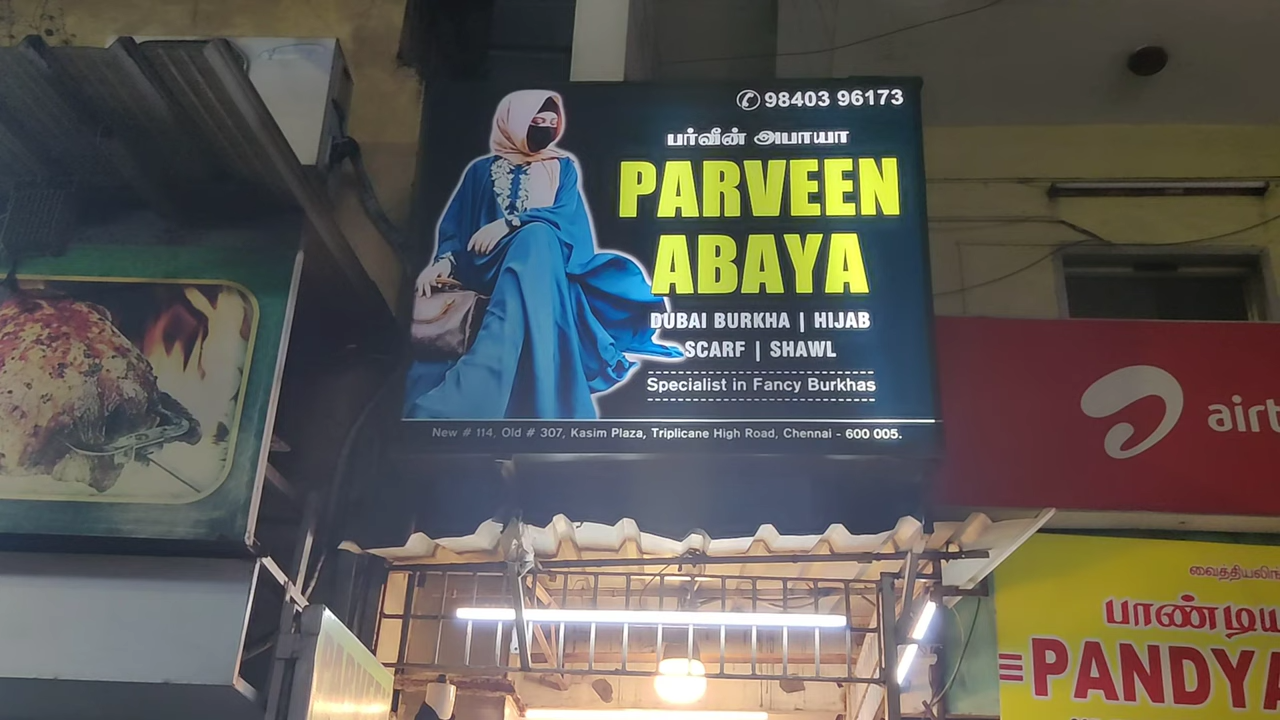 98403 96173
பர்வீன் அபாயா
PARVEEN
ABAYA
DUBAI BURKHA | HIJAB
SCARF | SHAWL
Specialist in Fancy Burkhas
New # 114, Old # 307, Kasim Plaza, Triplicane High Road, Chennai - 600 005.
airt
வைத்தியலிங்
பாண்டிய
PANDYA